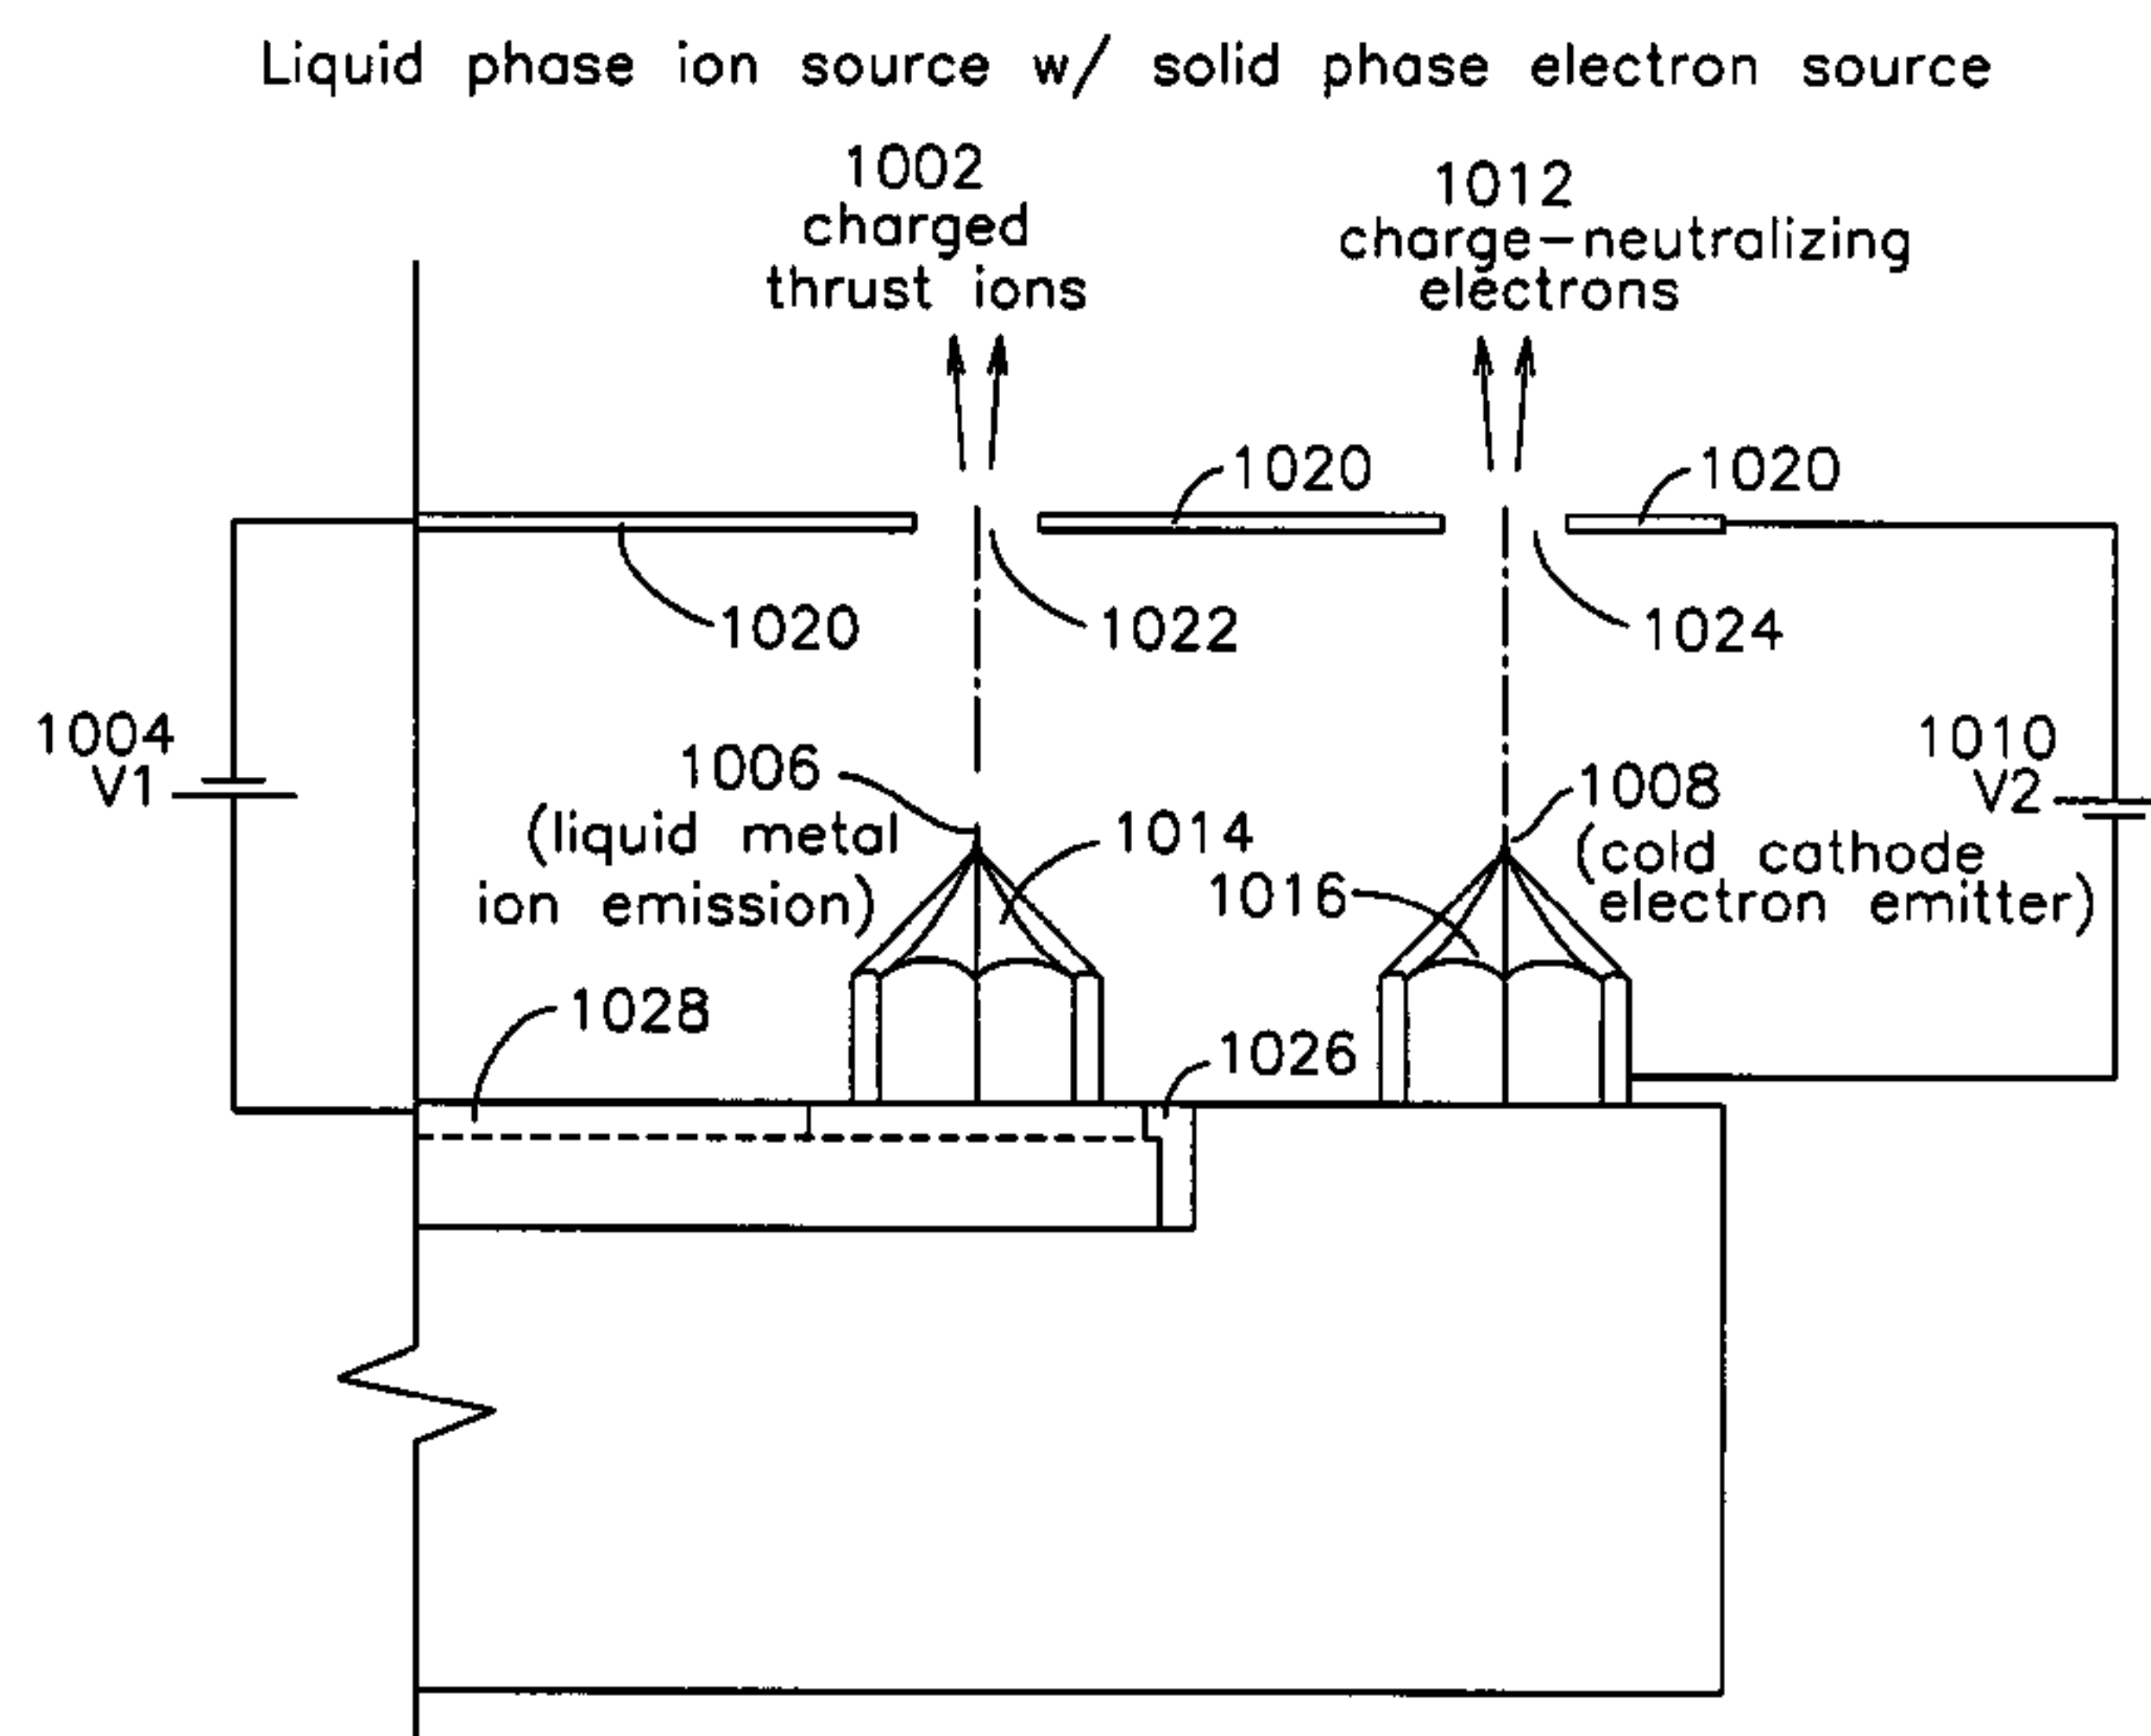 Liquid phase ion source w/ solid phase electron source
1002
charged
thrust ions
1012
charge-neutralizing
electrons
1020
1020
1020
1022
1024
1004
V1
1006
(liquid metal
ion emission)
1014
1016
1008
(cold cathode
electron emitter)
1010
V2
1028
1026